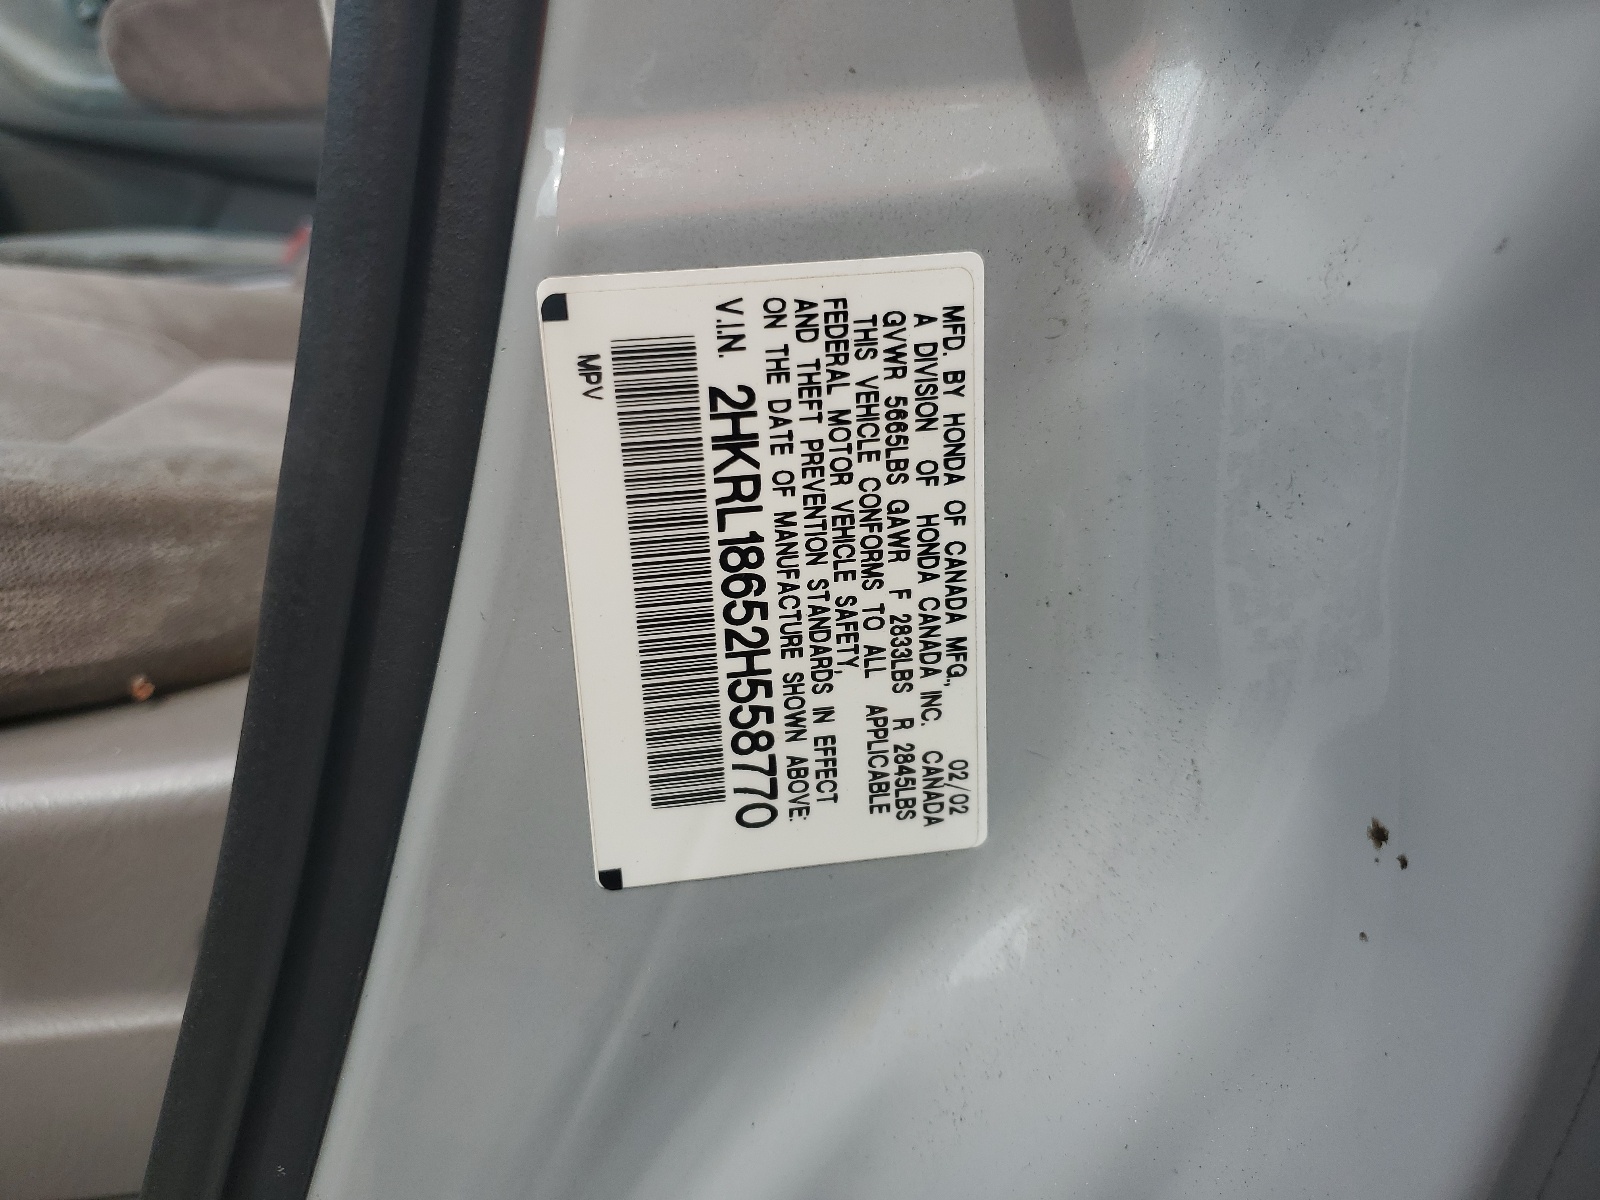 MFD. BY HONDA OF CANADA MFG., 02/02
A DIVISION OF HONDA CANADA INC. CANADA
GVWR 5665LBS GAWR F 2833LBS R 2845LBS
THIS VEHICLE CONFORMS TO ALL APPLICABLE
FEDERAL MOTOR VEHICLE SAFETY,
AND THEFT PREVENTION STANDARDS IN EFFECT
ON THE DATE OF MANUFACTURE SHOWN ABOVE:
V.I.N. 2HKRL18652H558770
MPV